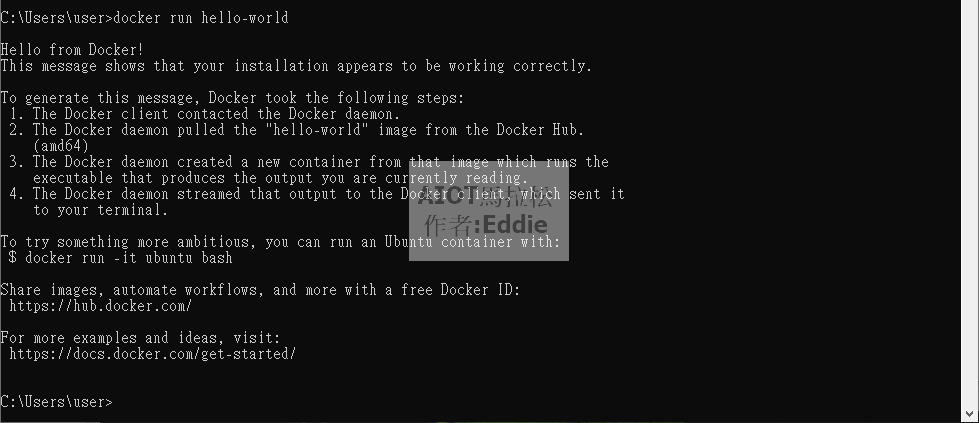 C:\Users\user>docker run hello-world
Hello from Docker!
This message shows that your installation appears to be working correctly.
To generate this message, Docker took the following steps:
1. The Docker client contacted the Docker daemon.
2. The Docker daemon pulled the "hello-world" image from the Docker Hub.
(amd64)
3. The Docker daemon created a new container from that image which runs the
executable that produces the output you are currently reading.
4. The Docker daemon streamed that output to the Docker client, which sent it
to your terminal.
AIOT馬拉松
作者:Eddie
To try something more ambitious, you can run an Ubuntu container with:
$ docker run -it ubuntu bash
Share images, automate workflows, and more with a free Docker ID:
https://hub.docker.com/
For more examples and ideas, visit:
https://docs.docker.com/get-started/
C:\Users\user>